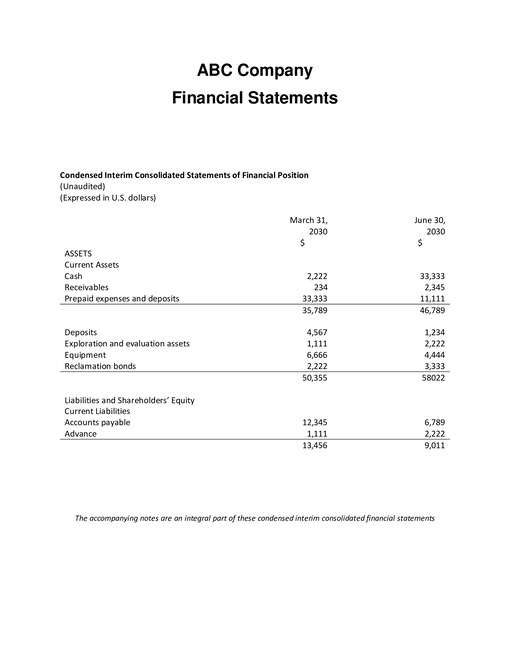 ABC Company
Financial Statements
Condensed Interim Consolidated Statements of Financial Position
(Unaudited)
(Expressed in U.S. dollars)
March 31, June 30,
2030 2030
$ $
ASSETS
Current Assets
Cash 2,222 33,333
Receivables 234 2,345
Prepaid expenses and deposits 33,333 11,111
35,789 46,789
Deposits 4,567 1,234
Exploration and evaluation assets 1,111 2,222
Equipment 6,666 4,444
Reclamation bonds 2,222 3,333
50,355 58022
Liabilities and Shareholders’ Equity
Current Liabilities
Accounts payable 12,345 6,789
Advance 1,111 2,222
13,456 9,011
The accompanying notes are an integral part of these condensed interim consolidated financial statements